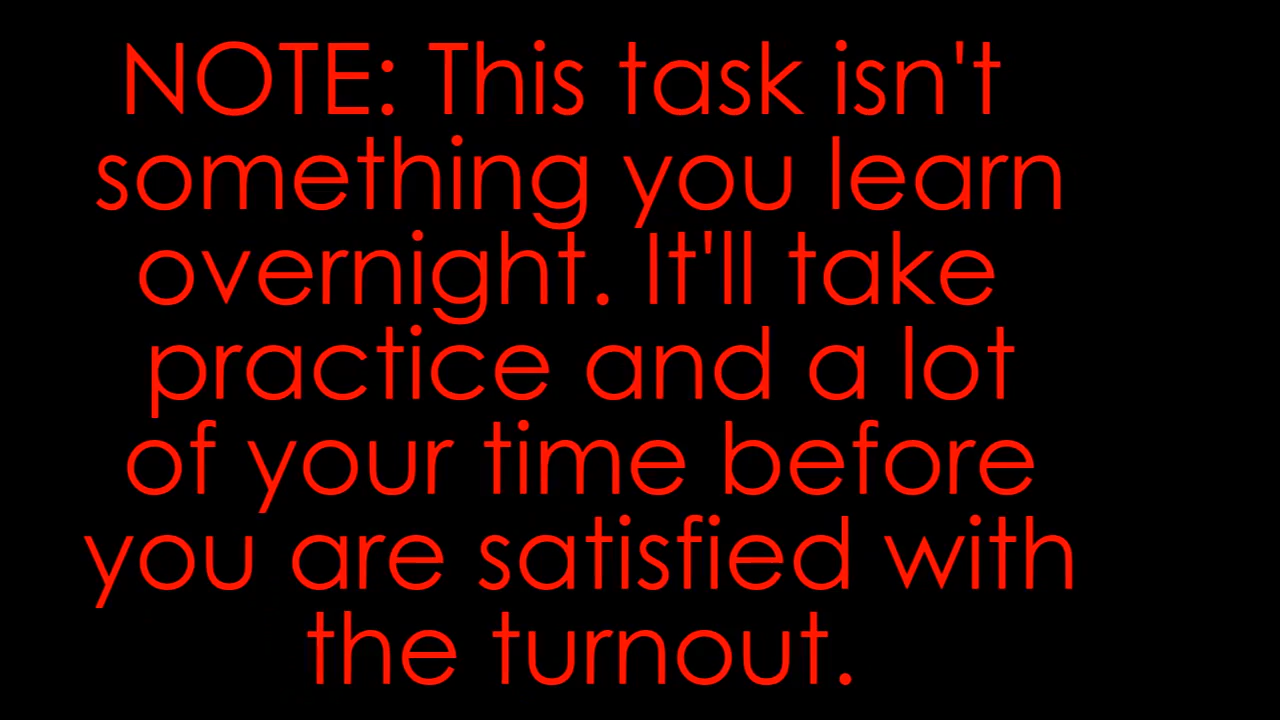 NOTE: This task isn't
something you learn
overnight. It'll take
practice and a lot
of your time before
you are satisfied with
the turnout.